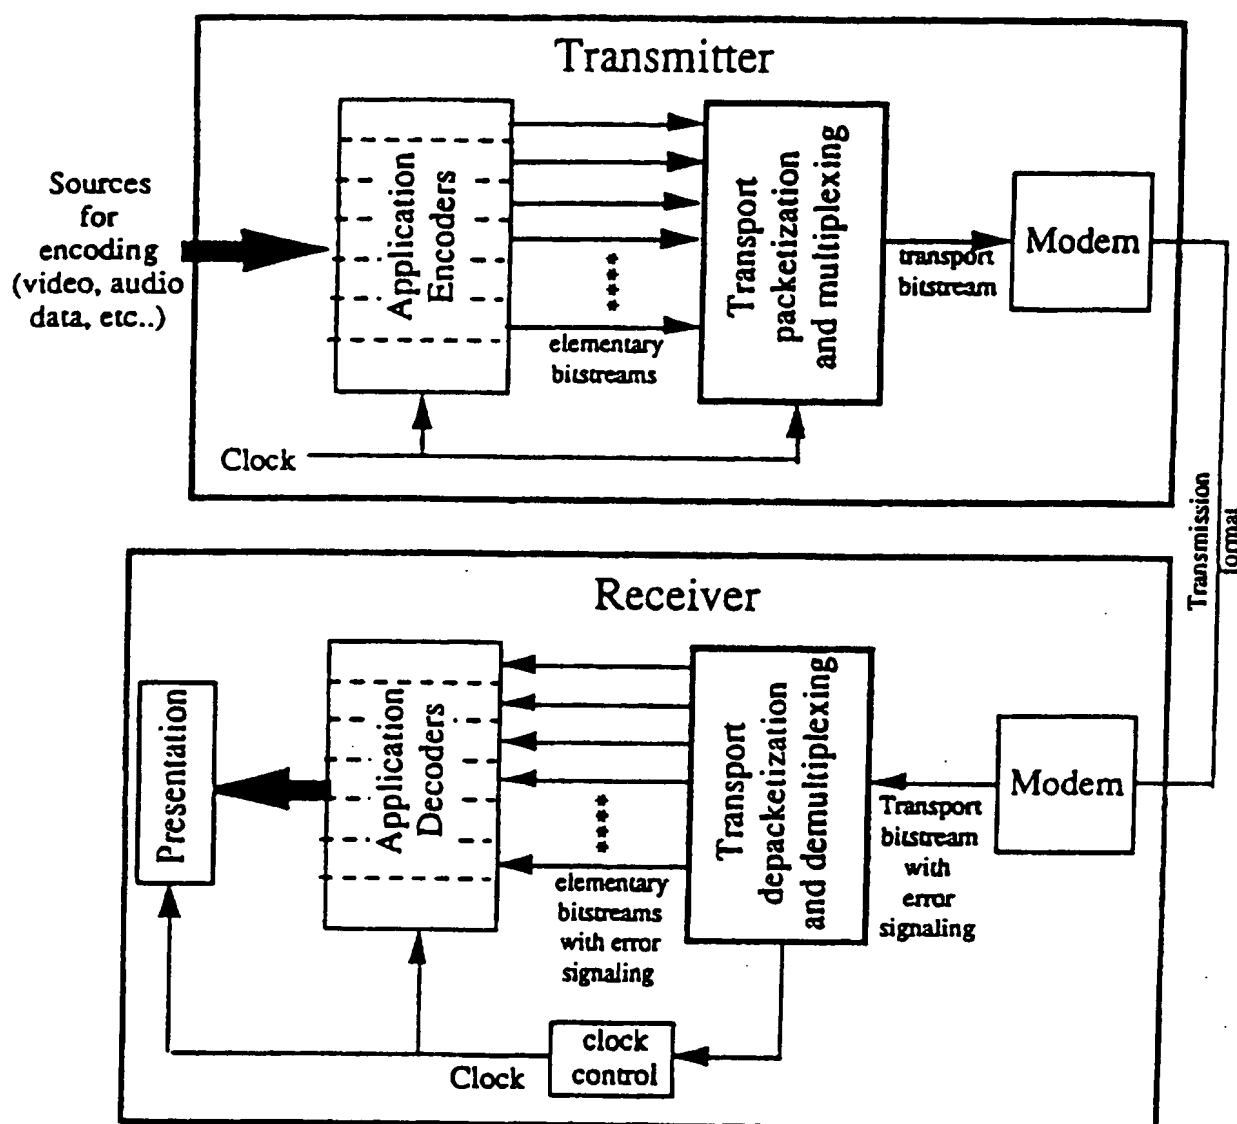 Transmitter
Sources
for
encoding
(video, audio
data, etc..)
Application
Encoders
****
elementary
bitstreams
Transport
packetization
and multiplexing
transport
bitstream
Modem
Clock
Transmission
format
Receiver
Presentation
Application
Decoders
****
elementary
bitstreams
with error
signaling
Transport
depacketization
and demultiplexing
Transport
bitstream
with
error
signaling
Modem
clock
control
Clock